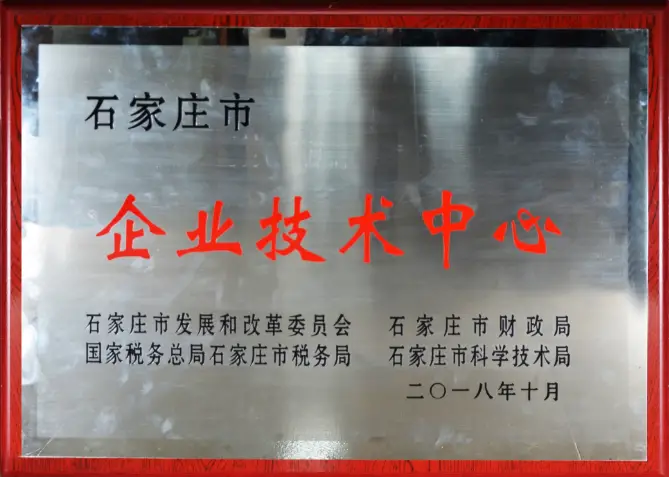 石家庄市
企业技术中心
石家庄市发展和改革委员会 石家庄市财政局
国家税务总局石家庄市税务局 石家庄市科学技术局
二〇一八年十月